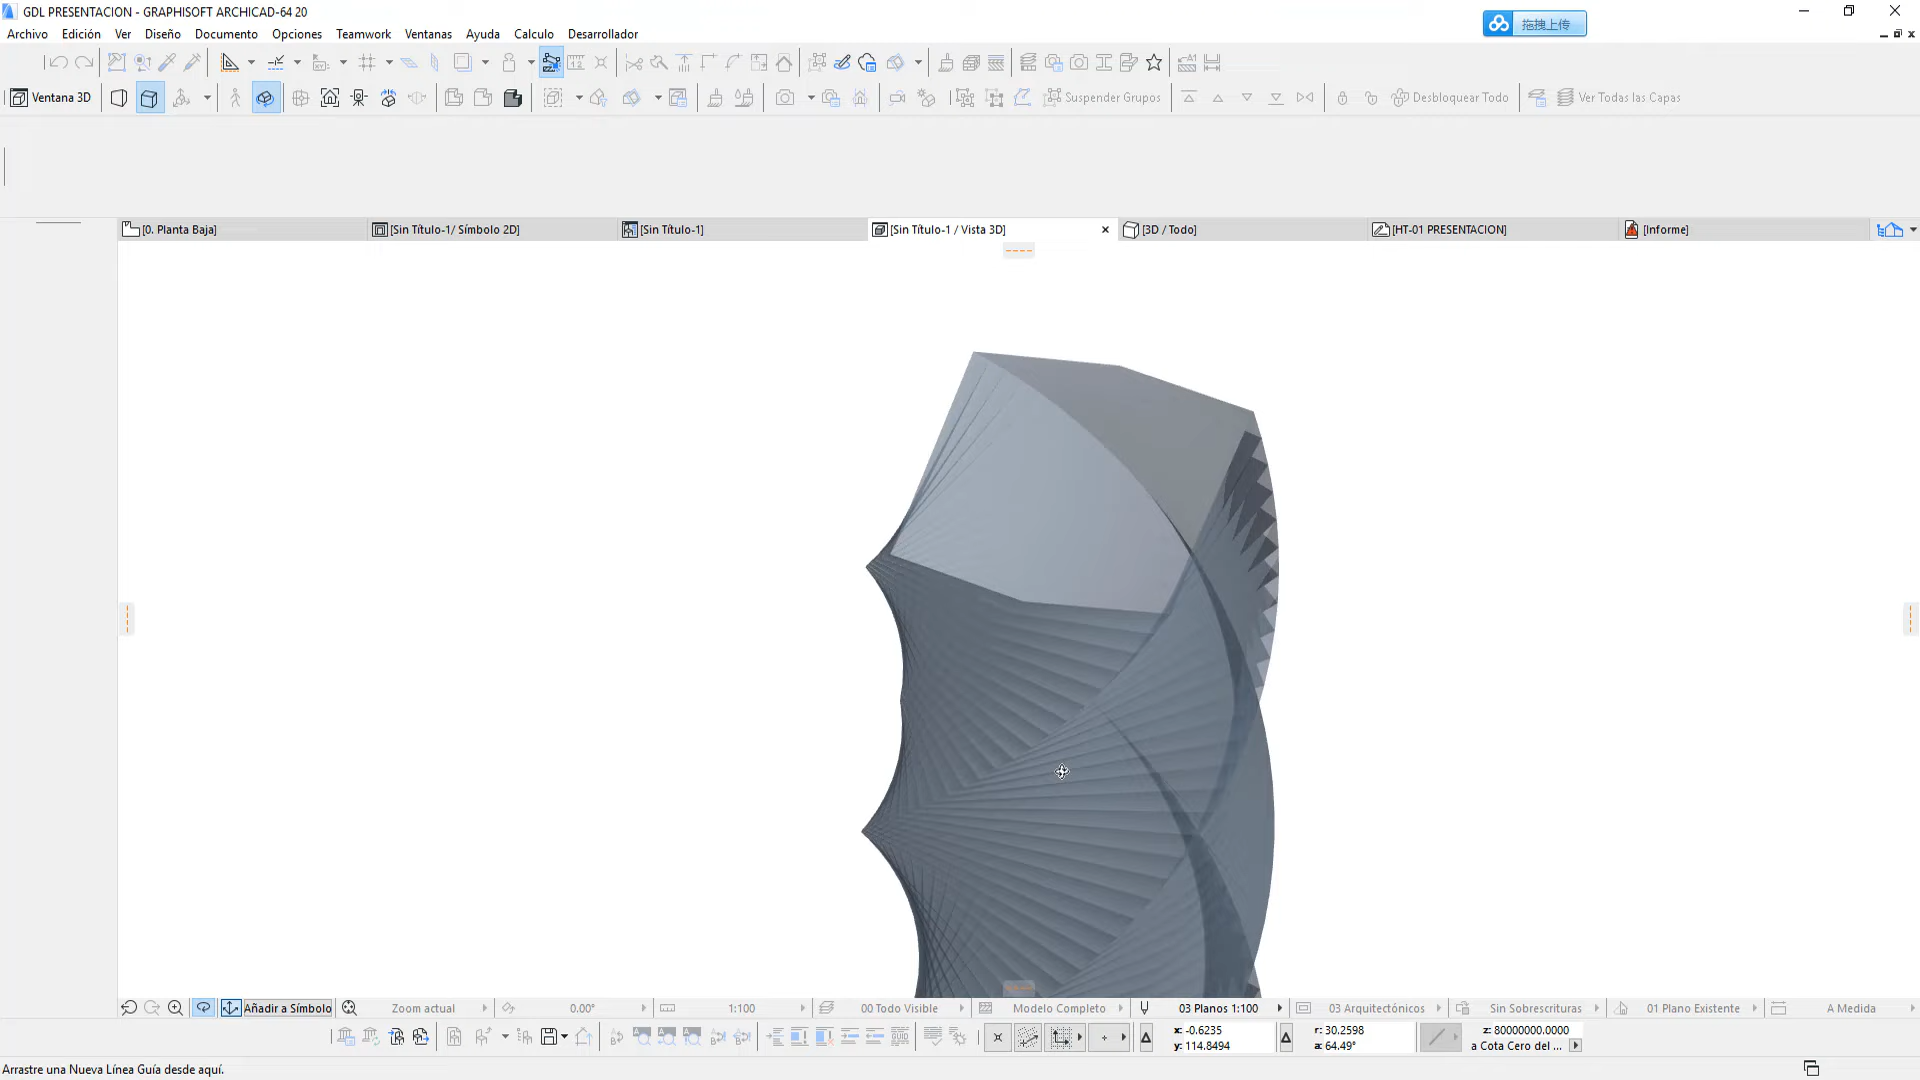 GDL PRESENTACION - GRAPHISOFT ARCHICAD-64 20
拖拽上传
Archivo Edición Ver Diseño Documento Opciones Teamwork Ventanas Ayuda Calculo Desarrollador
Ventana 3D Suspender Grupos Desbloquear Todo Ver Todas las Capas
[0. Planta Baja] [Sin Título-1/ Símbolo 2D] [Sin Título-1] [Sin Título-1 / Vista 3D] [3D / Todo] [HT-01 PRESENTACION] [Informe]
Añadir a Símbolo Zoom actual 0.00° 1:100 00 Todo Visible Modelo Completo 03 Planos 1:100 03 Arquitectónicos Sin Sobrescrituras 01 Plano Existente A Medida
x: -0.6235 r: 30.2598 z: 80000000.0000
y: 114.8494 a: 64.49° a Cota Cero del ...
Arrastre una Nueva Línea Guía desde aquí.